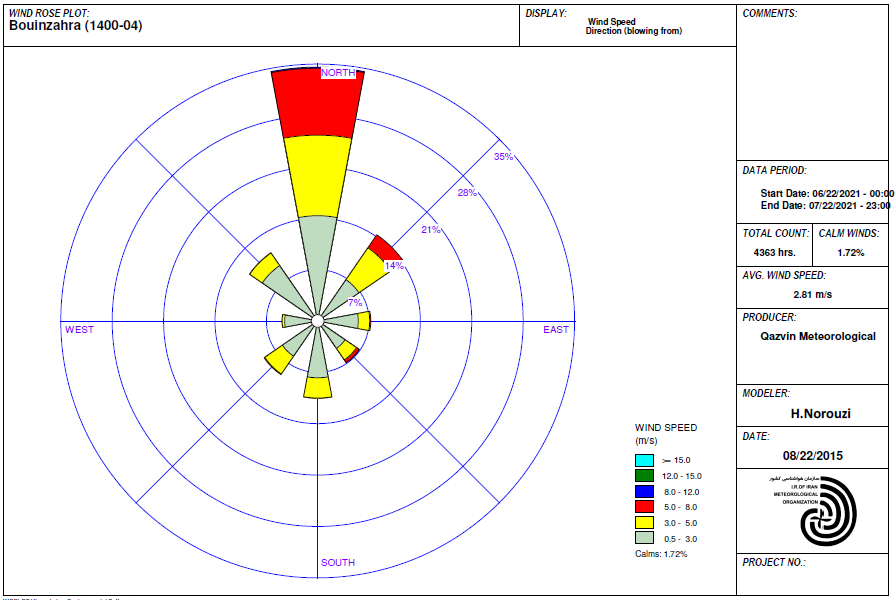 WIND ROSE PLOT:
Bouinzahra (1400-04)
DISPLAY:
Wind Speed
Direction (blowing from)
COMMENTS:
NORTH
35%
28%
21%
14%
7%
WEST
EAST
SOUTH
WIND SPEED
(m/s)
>= 15.0
12.0 - 15.0
8.0 - 12.0
5.0 - 8.0
3.0 - 5.0
0.5 - 3.0
Calms: 1.72%
DATA PERIOD:
Start Date: 06/22/2021 - 00:00
End Date: 07/22/2021 - 23:00
TOTAL COUNT:
4363 hrs.
CALM WINDS:
1.72%
AVG. WIND SPEED:
2.81 m/s
PRODUCER:
Qazvin Meteorological
MODELER:
H.Norouzi
DATE:
08/22/2015
سازمان هواشناسی کشور
I.R.OF IRAN
METEOROLOGICAL
ORGANIZATION
PROJECT NO.: